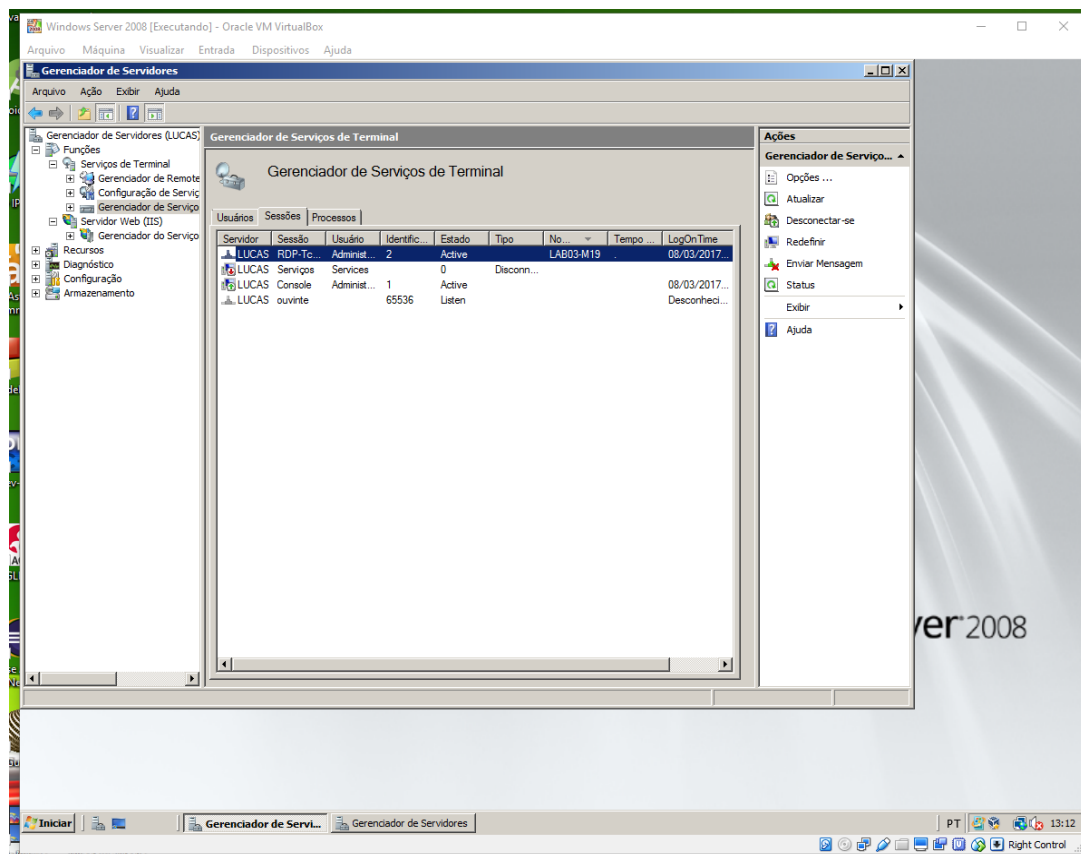 Windows Server 2008 [Executando] - Oracle VM VirtualBox
Arquivo Máquina Visualizar Entrada Dispositivos Ajuda
Gerenciador de Servidores
Arquivo Ação Exibir Ajuda
Gerenciador de Servidores (LUCAS)
Funções
Serviços de Terminal
Gerenciador de Remote
Configuração de Serviç
Gerenciador de Serviço
Servidor Web (IIS)
Gerenciador do Serviço
Recursos
Diagnóstico
Configuração
Armazenamento
Gerenciador de Serviços de Terminal
Gerenciador de Serviços de Terminal
Usuários Sessões Processos
Servidor Sessão Usuário Identific... Estado Tipo No... Tempo ... LogOnTime
LUCAS RDP-Tc... Administ... 2 Active LAB03-M19 . 08/03/2017...
LUCAS Serviços Services 0 Disconn...
LUCAS Console Administ... 1 Active 08/03/2017...
LUCAS ouvinte 65536 Listen Desconheci...
Ações
Gerenciador de Serviço...
Opções ...
Atualizar
Desconectar-se
Redefinir
Enviar Mensagem
Status
Exibir
Ajuda
ver 2008
Iniciar Gerenciador de Servi... Gerenciador de Servidores PT 13:12
Right Control